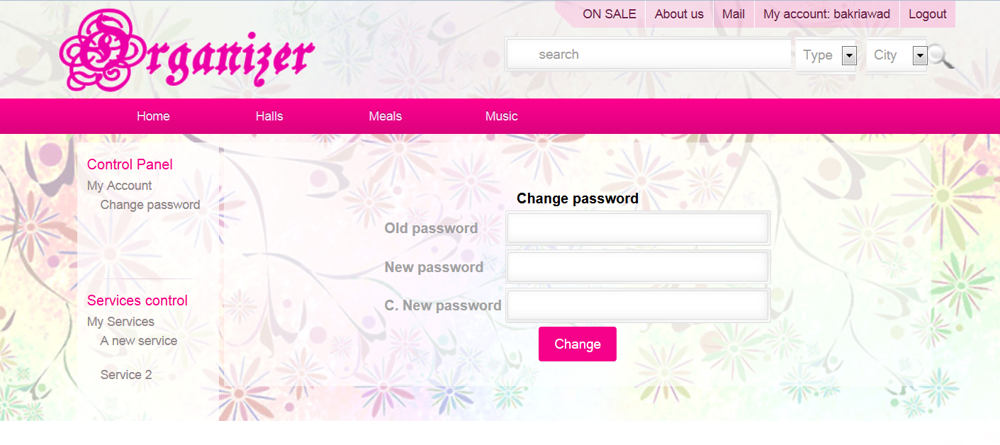 ON SALE About us Mail My account: bakriawad Logout
Organizer
search Type City
Home Halls Meals Music
Control Panel
My Account
Change password
Services control
My Services
A new service
Service 2
Change password
Old password
New password
C. New password
Change